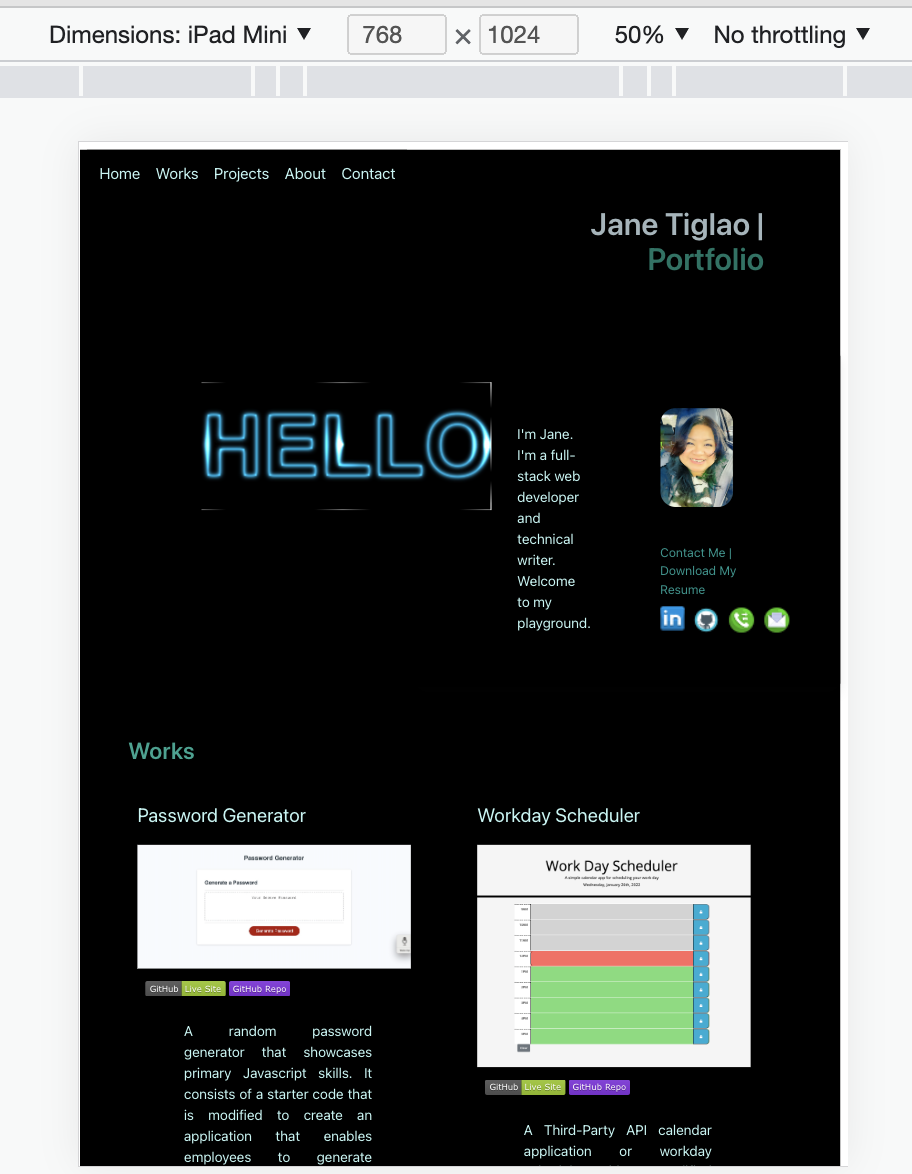 Dimensions: iPad Mini ▼ 768 × 1024 50% ▼ No throttling ▼
Home Works Projects About Contact
Jane Tiglao |
Portfolio
HELLO
I'm Jane.
I'm a full-
stack web
developer
and
technical
writer.
Welcome
to my
playground.
Contact Me |
Download My
Resume
in
Works
Password Generator
Password Generator
Generate a Password
Your Secure Password
Generate Password
GitHub Live Site GitHub Repo
A random password
generator that showcases
primary Javascript skills. It
consists of a starter code that
is modified to create an
application that enables
employees to generate
Workday Scheduler
Work Day Scheduler
A simple calendar app for scheduling your work day
Wednesday, January 26th, 2022
GitHub Live Site GitHub Repo
A Third-Party API calendar
application or workday